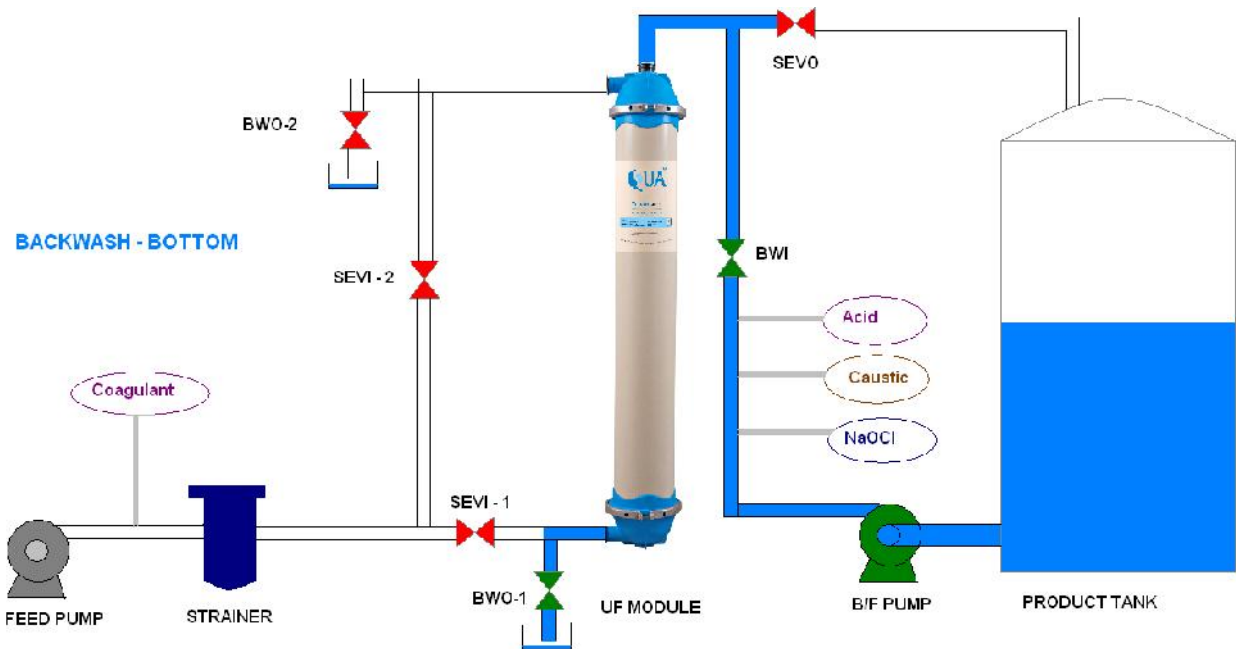 SEVO
BWO-2
QUA
BACKWASH - BOTTOM
BWI
SEVI - 2
Acid
Coagulant
Caustic
NaOCl
SEVI - 1
FEED PUMP
STRAINER
BWO-1
UF MODULE
B/F PUMP
PRODUCT TANK